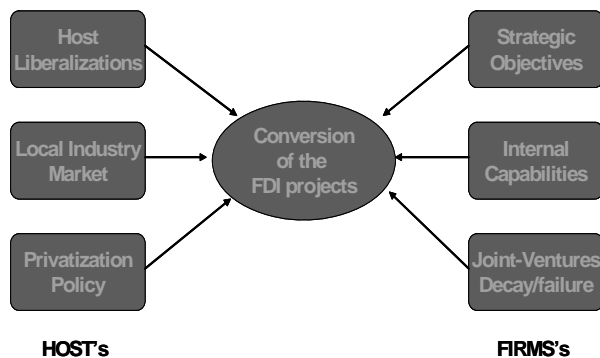 Host
Liberalizations
Strategic
Objectives
Local Industry
Market
Conversion
of the
FDI projects
Internal
Capabilities
Privatization
Policy
Joint-Ventures
Decay/failure
HOST's
FIRMS's